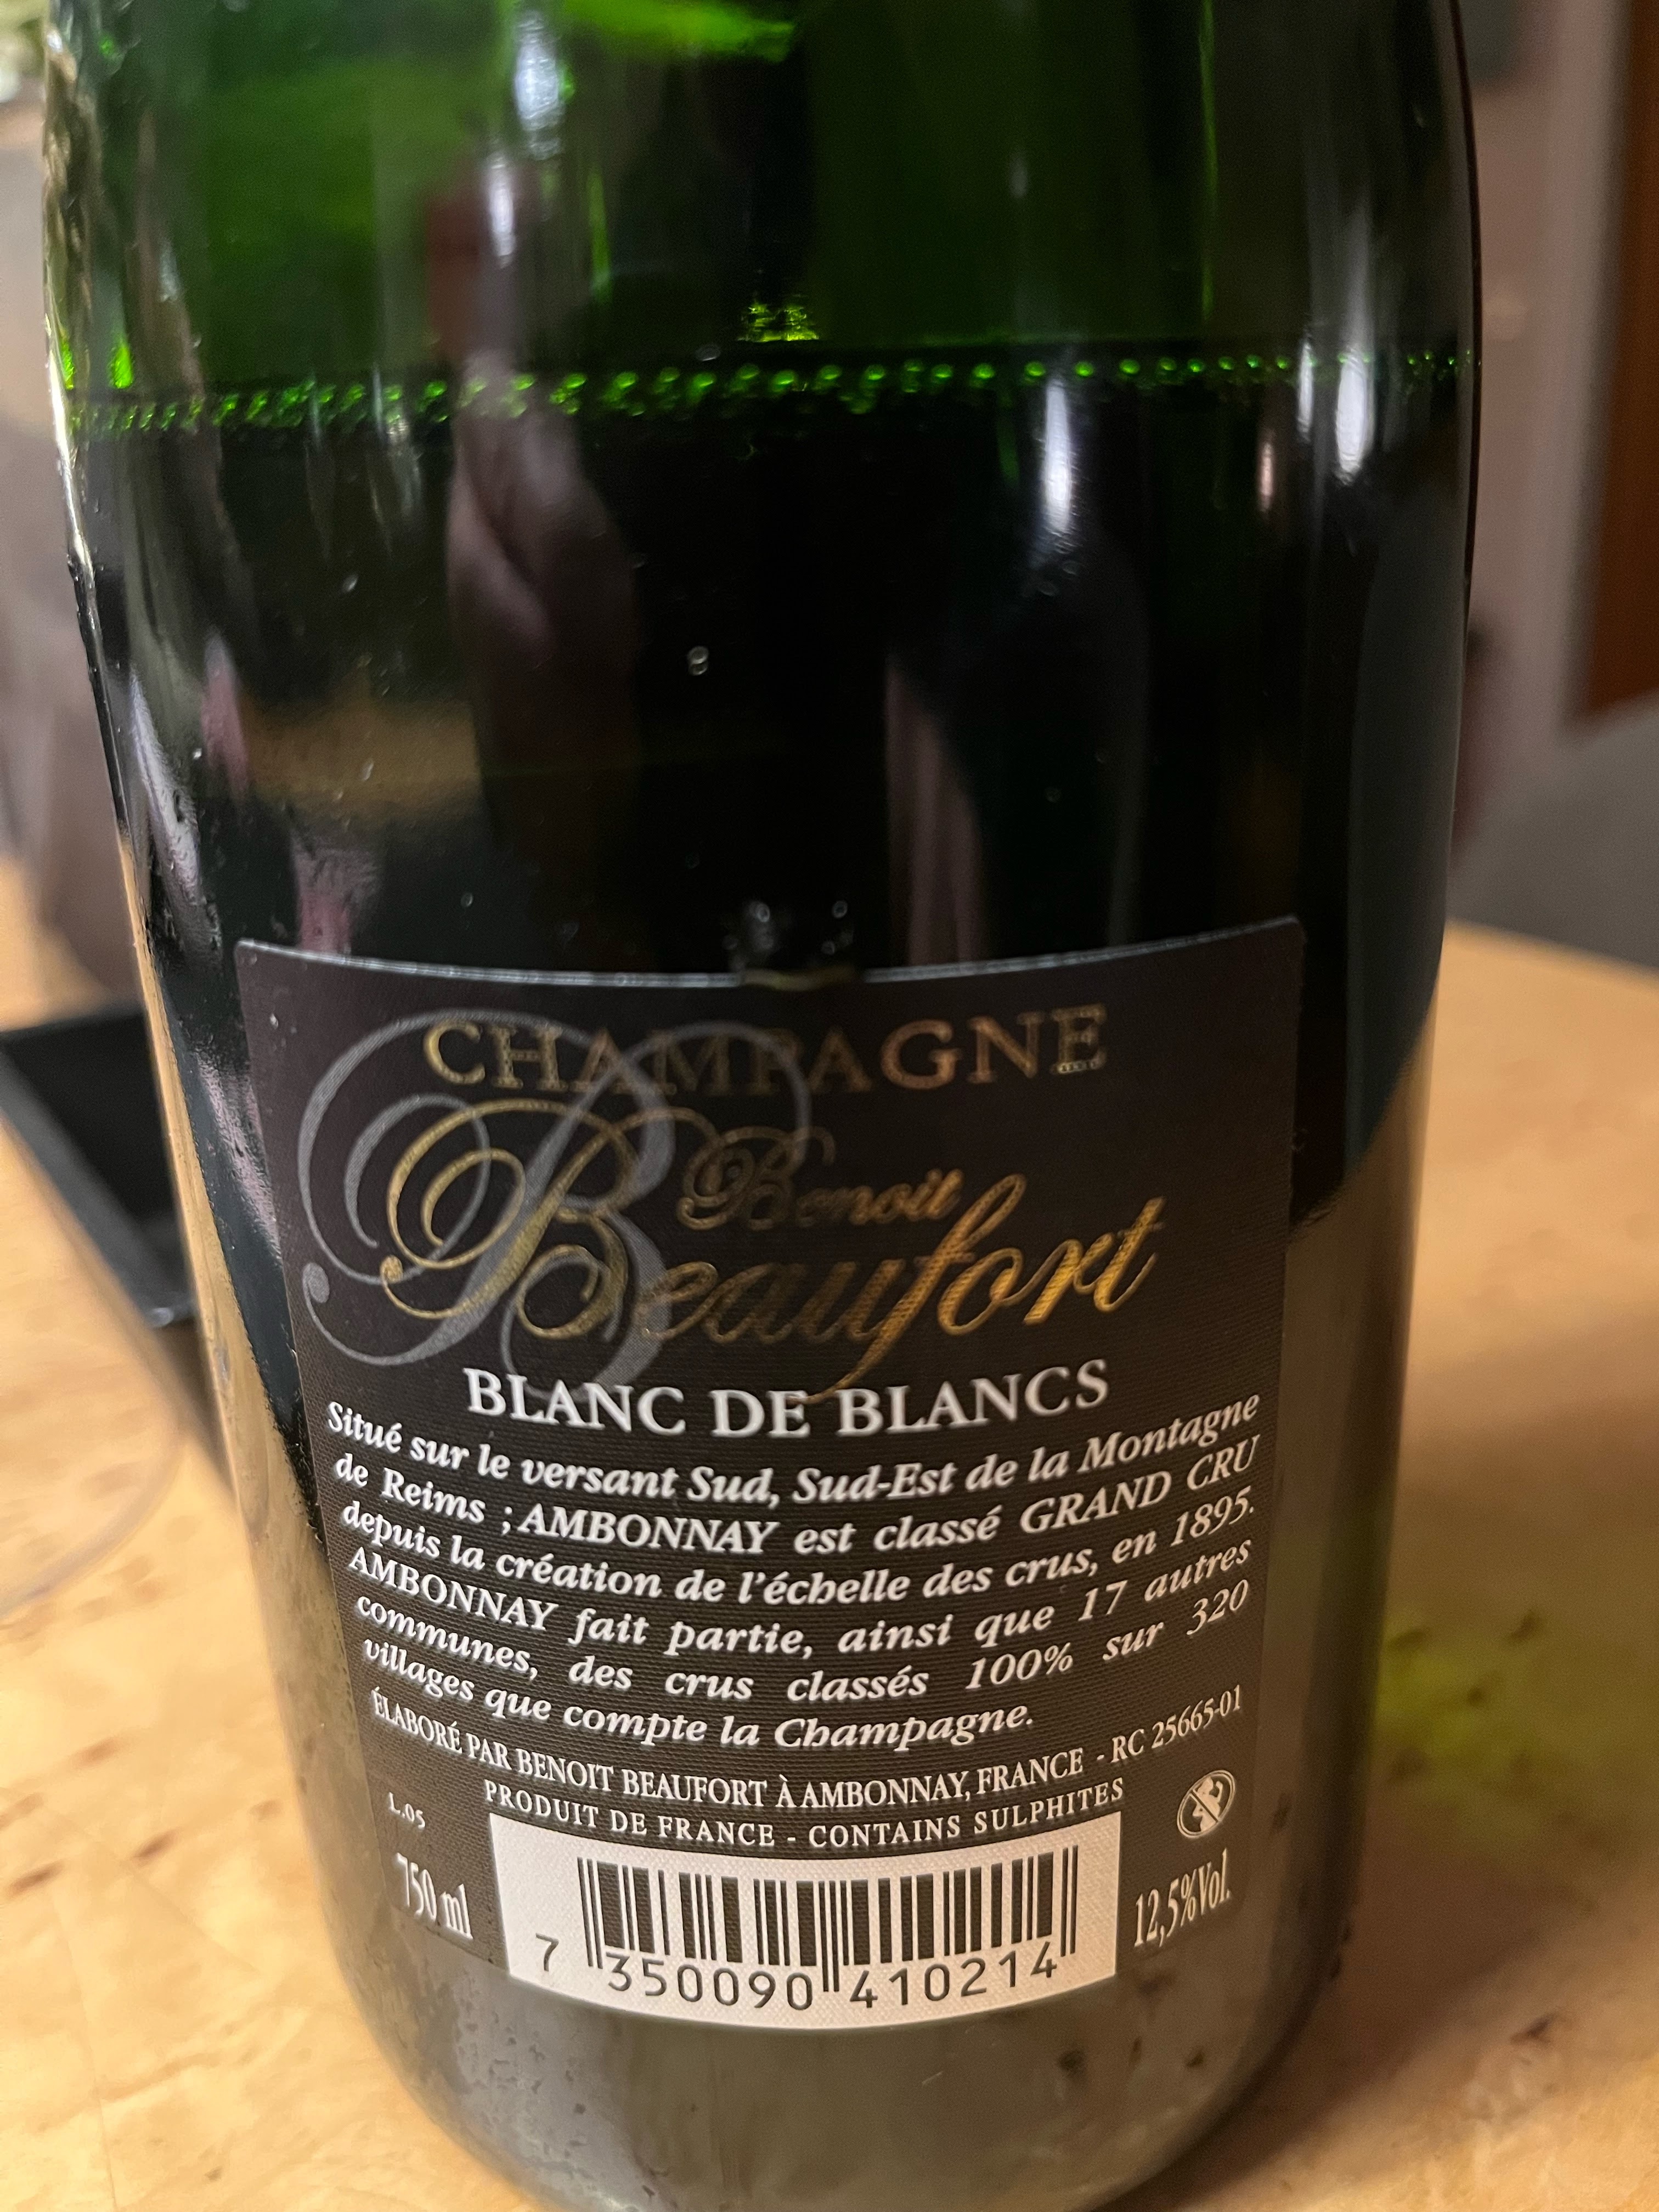 CHAMPAGNE
Benoit
Beaufort
BLANC DE BLANCS
Situé sur le versant Sud, Sud-Est de la Montagne
de Reims ; AMBONNAY est classé GRAND CRU
depuis la création de l'échelle des crus, en 1895.
AMBONNAY fait partie, ainsi que 17 autres
communes, des crus classés 100% sur 320
villages que compte la Champagne.
ÉLABORÉ PAR BENOIT BEAUFORT À AMBONNAY, FRANCE - RC 25665-01
PRODUIT DE FRANCE - CONTAINS SULPHITES
L.05
750 ml
12,5%Vol.
7 350090 410214